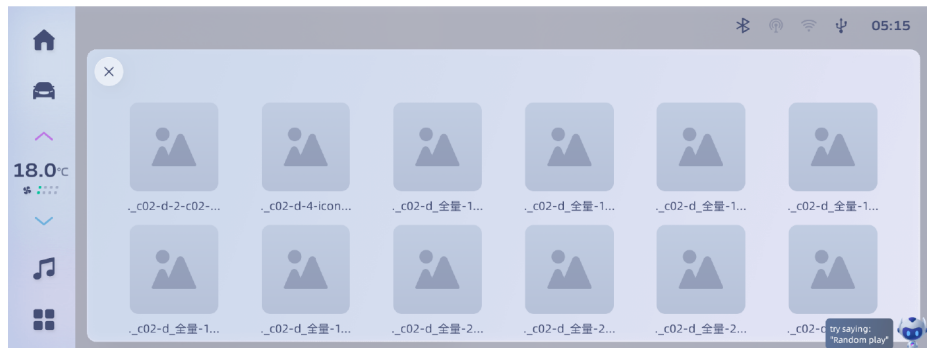 05:15
18.0°C
._c02-d-2-c02-...
._c02-d-4-icon...
._c02-d_全量-1...
._c02-d_全量-1...
._c02-d_全量-1...
._c02-d_全量-1...
._c02-d_全量-1...
._c02-d_全量-1...
._c02-d_全量-2...
._c02-d_全量-2...
._c02-d_全量-2...
._c02-d
try saying:
"Random play"